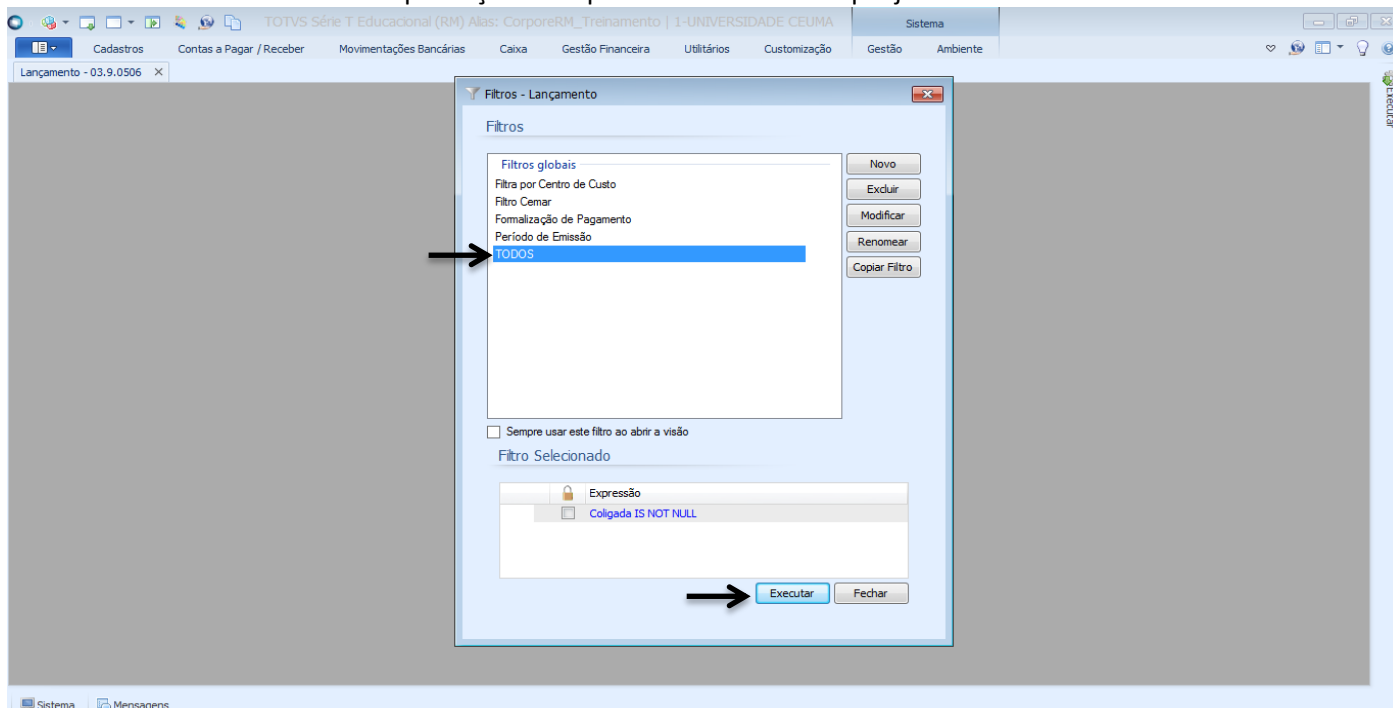 TOTVS Série T Educacional (RM) Alias: CorporeRM_Treinamento | 1-UNIVERSIDADE CEUMA
Sistema
Cadastros Contas a Pagar / Receber Movimentações Bancárias Caixa Gestão Financeira Utilitários Customização Gestão Ambiente
Lançamento - 03.9.0506
Executar
Filtros - Lançamento
Filtros
Filtros globais
Filtra por Centro de Custo
Filtro Cemar
Formalização de Pagamento
Período de Emissão
TODOS
Novo
Excluir
Modificar
Renomear
Copiar Filtro
Sempre usar este filtro ao abrir a visão
Filtro Selecionado
Expressão
Coligada IS NOT NULL
Executar Fechar
Sistema Mensagens